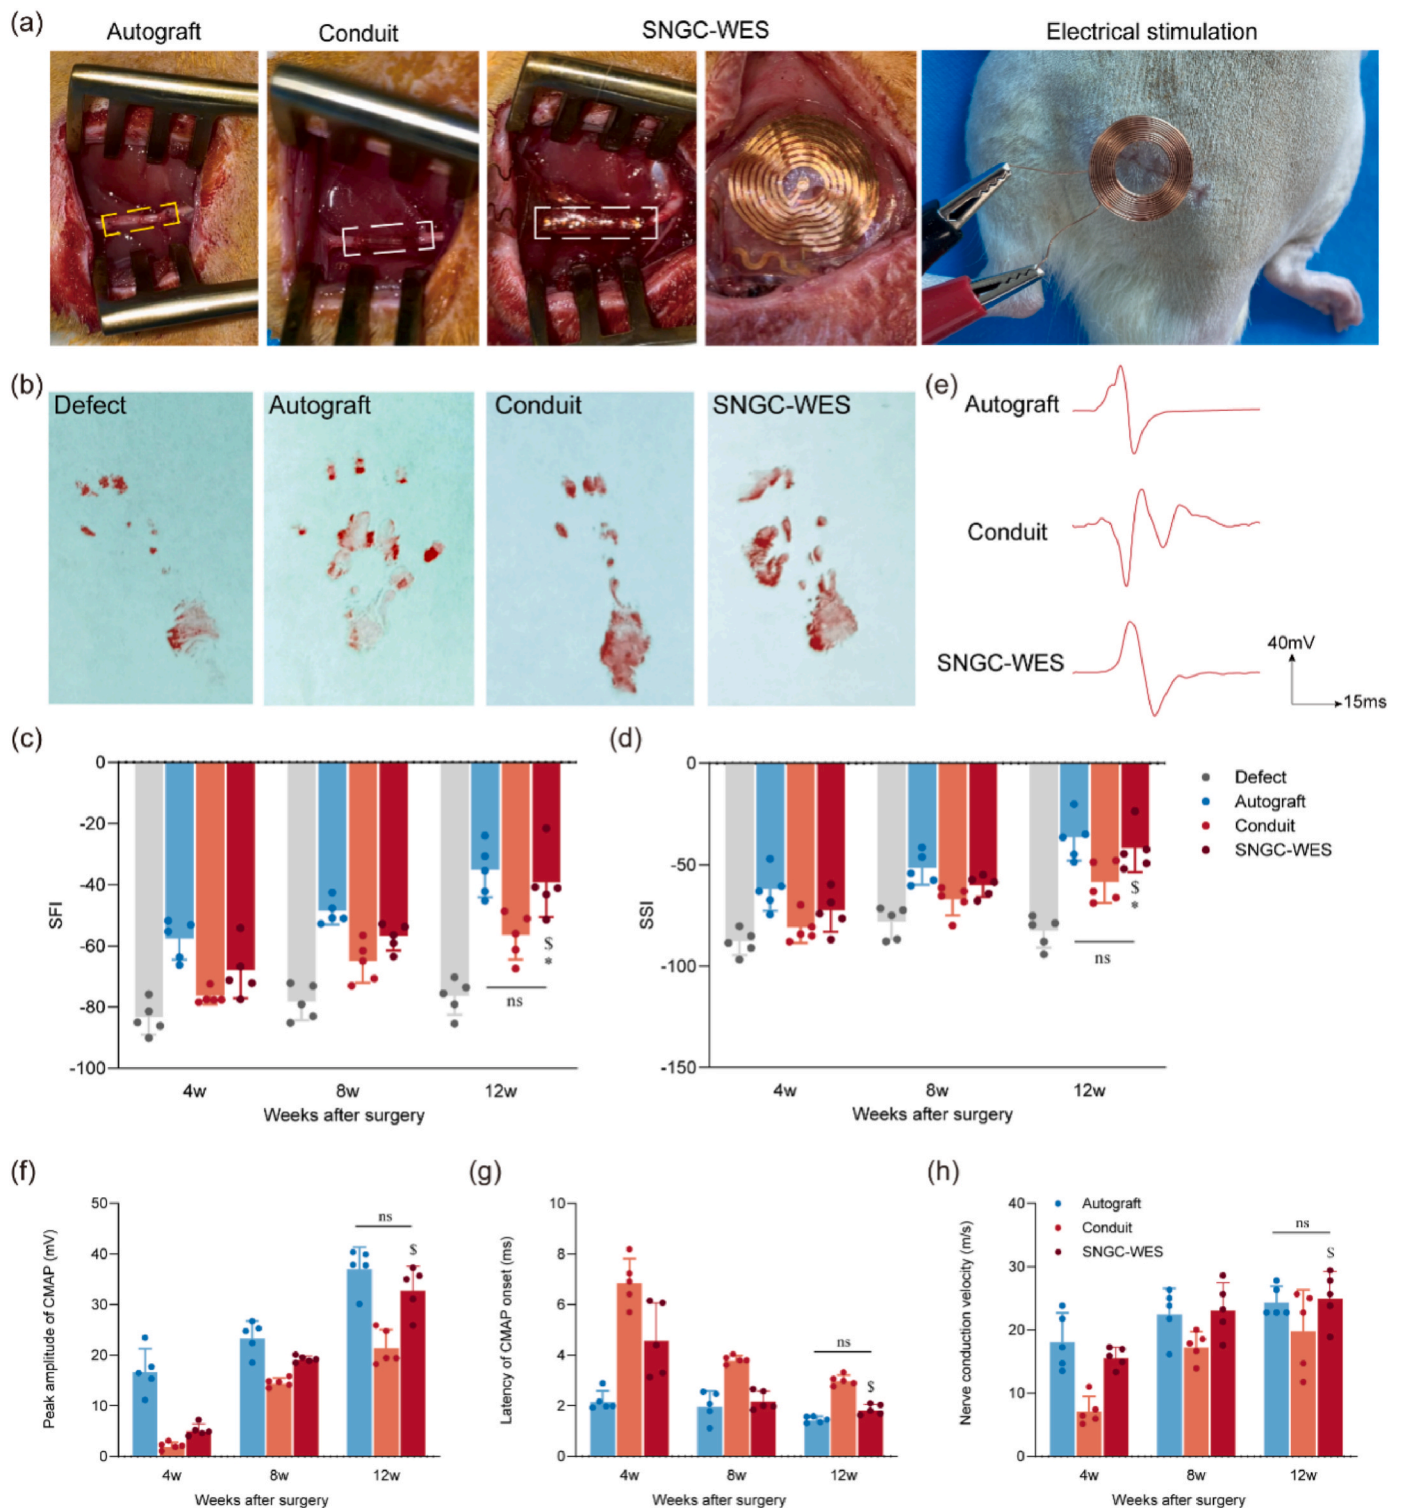 (a)
Autograft
Conduit
SNGC-WES
Electrical stimulation
(b)
Defect
Autograft
Conduit
SNGC-WES
(e)
Autograft
Conduit
SNGC-WES
40mV
15ms
(c)
0
-20
-40
-60
-80
-100
SFI
$
*
ns
4w
8w
12w
Weeks after surgery
(d)
0
-50
-100
-150
SSI
$
*
ns
4w
8w
12w
Weeks after surgery
Defect
Autograft
Conduit
SNGC-WES
(f)
50
40
30
20
10
0
Peak amplitude of CMAP (mV)
ns
$
4w
8w
12w
Weeks after surgery
(g)
10
8
6
4
2
0
Latency of CMAP onset (ms)
ns
$
4w
8w
12w
Weeks after surgery
(h)
40
30
20
10
0
Nerve conduction velocity (m/s)
Autograft
Conduit
SNGC-WES
ns
$
4w
8w
12w
Weeks after surgery